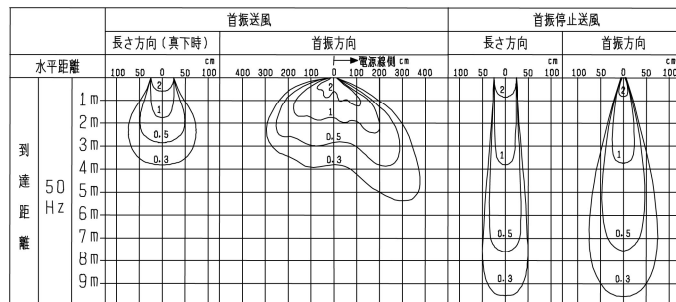 首振送風 首振停止送風
長さ方向(真下時) 首振方向 長さ方向 首振方向
水平距離 cm 電源線側 cm cm cm
100 50 0 50 100 400 300 200 100 0 100 200 300 400 100 50 0 50 100 100 50 0 50 100
到達距離
50
Hz
1m
2m
3m
4m
5m
6m
7m
8m
9m
2 1 0.5 0.3
2 1 0.5 0.3
2 1 0.5 0.3
2 1 0.5 0.3